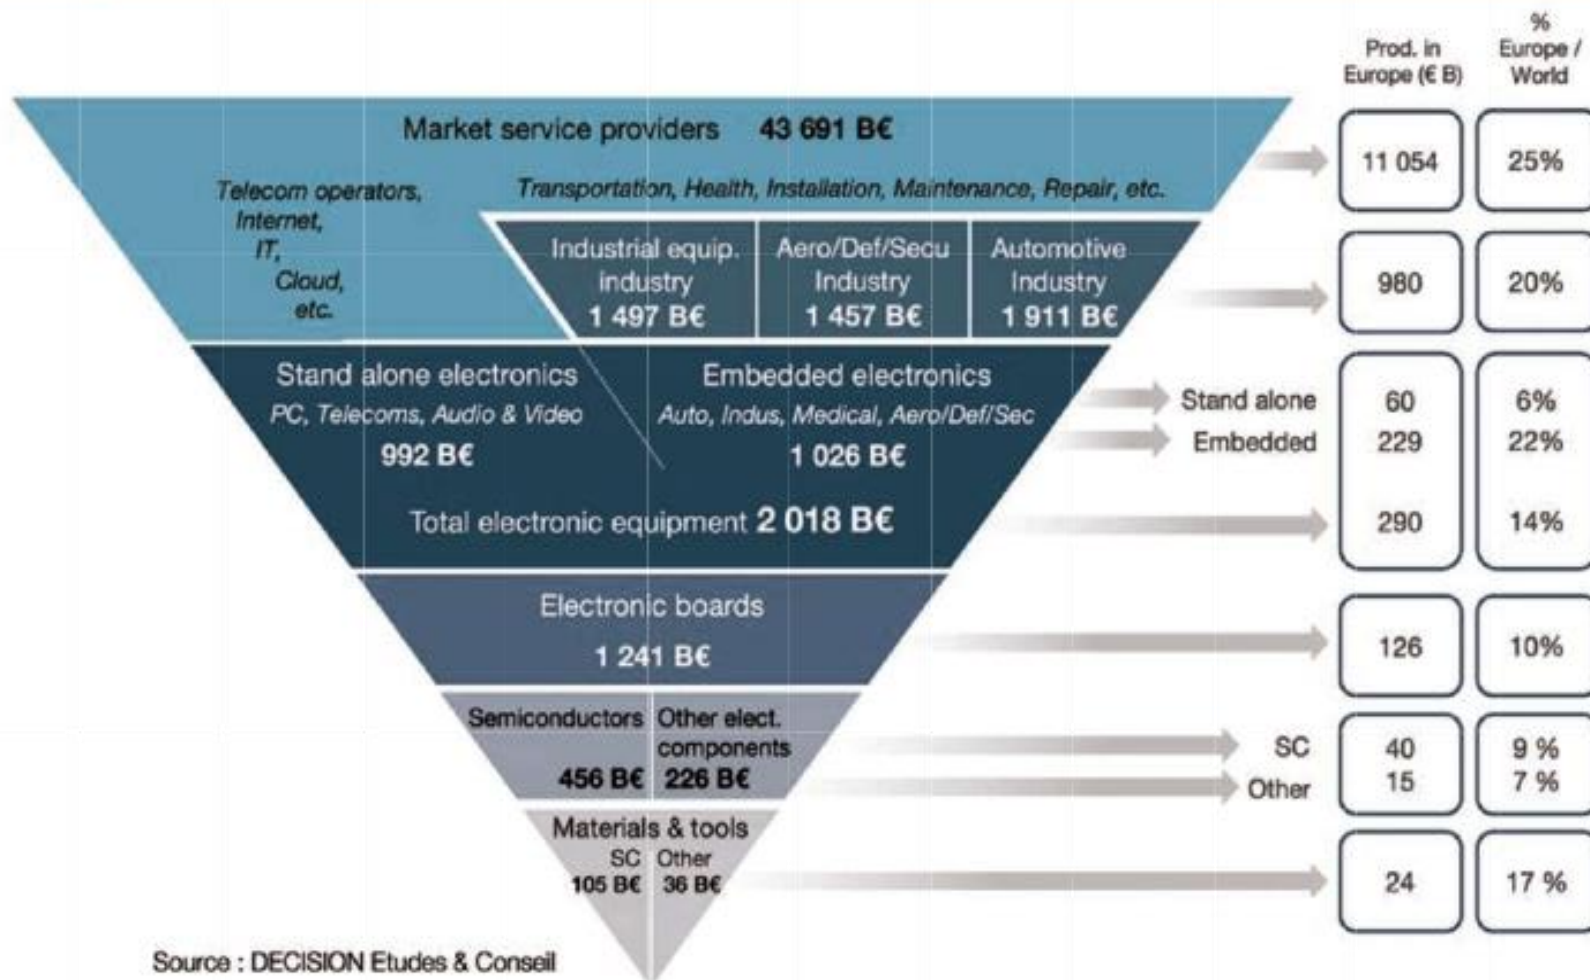 Prod. in
Europe (€ B)
%
Europe /
World
Market service providers 43 691 B€
Telecom operators,
Internet,
IT,
Cloud,
etc.
Transportation, Health, Installation, Maintenance, Repair, etc.
11 054
25%
Industrial equip.
industry
1 497 B€
Aero/Def/Secu
Industry
1 457 B€
Automotive
Industry
1 911 B€
980
20%
Stand alone electronics
PC, Telecoms, Audio & Video
992 B€
Embedded electronics
Auto, Indus, Medical, Aero/Def/Sec
1 026 B€
Total electronic equipment 2 018 B€
Stand alone 60 6%
Embedded 229 22%
290 14%
Electronic boards
1 241 B€
126
10%
Semiconductors
456 B€
Other elect.
components
226 B€
SC 40 9 %
Other 15 7 %
Materials & tools
SC
105 B€
Other
36 B€
24
17 %
Source : DECISION Etudes & Conseil